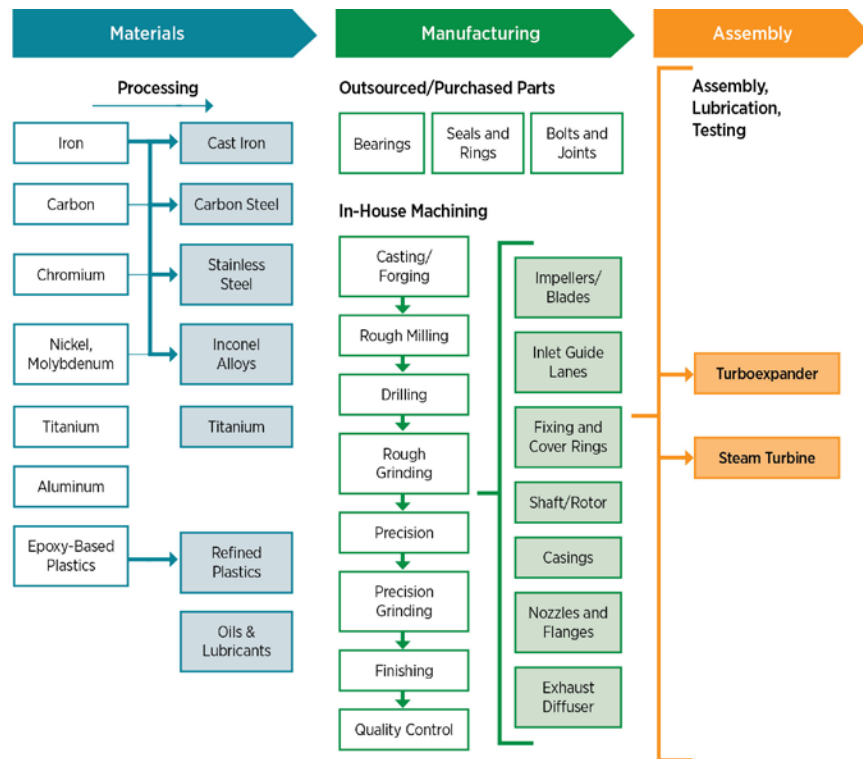 Materials
Manufacturing
Assembly
Processing
Iron
Cast Iron
Carbon
Carbon Steel
Chromium
Stainless
Steel
Nickel,
Molybdenum
Inconel
Alloys
Titanium
Titanium
Aluminum
Epoxy-Based
Plastics
Refined
Plastics
Oils &
Lubricants
Outsourced/Purchased Parts
Bearings
Seals and
Rings
Bolts and
Joints
In-House Machining
Casting/
Forging
Rough Milling
Drilling
Rough
Grinding
Precision
Precision
Grinding
Finishing
Quality Control
Impellers/
Blades
Inlet Guide
Lanes
Fixing and
Cover Rings
Shaft/Rotor
Casings
Nozzles and
Flanges
Exhaust
Diffuser
Assembly,
Lubrication,
Testing
Turboexpander
Steam Turbine